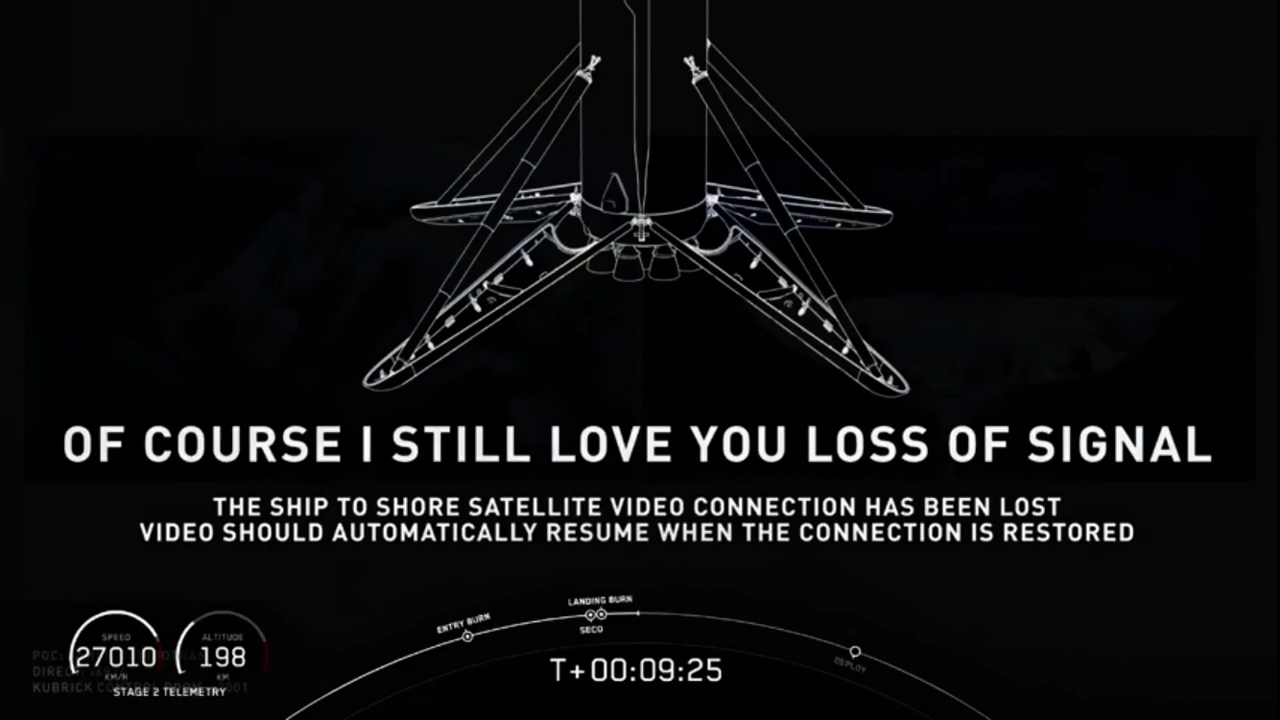 OF COURSE I STILL LOVE YOU LOSS OF SIGNAL
THE SHIP TO SHORE SATELLITE VIDEO CONNECTION HAS BEEN LOST
VIDEO SHOULD AUTOMATICALLY RESUME WHEN THE CONNECTION IS RESTORED
ENTRY BURN
LANDING BURN
SECO
DEPLOY
T+00:09:25
SPEED
27010
KM/H
ALTITUDE
198
KM
STAGE 2 TELEMETRY
POC:
KUBRICK